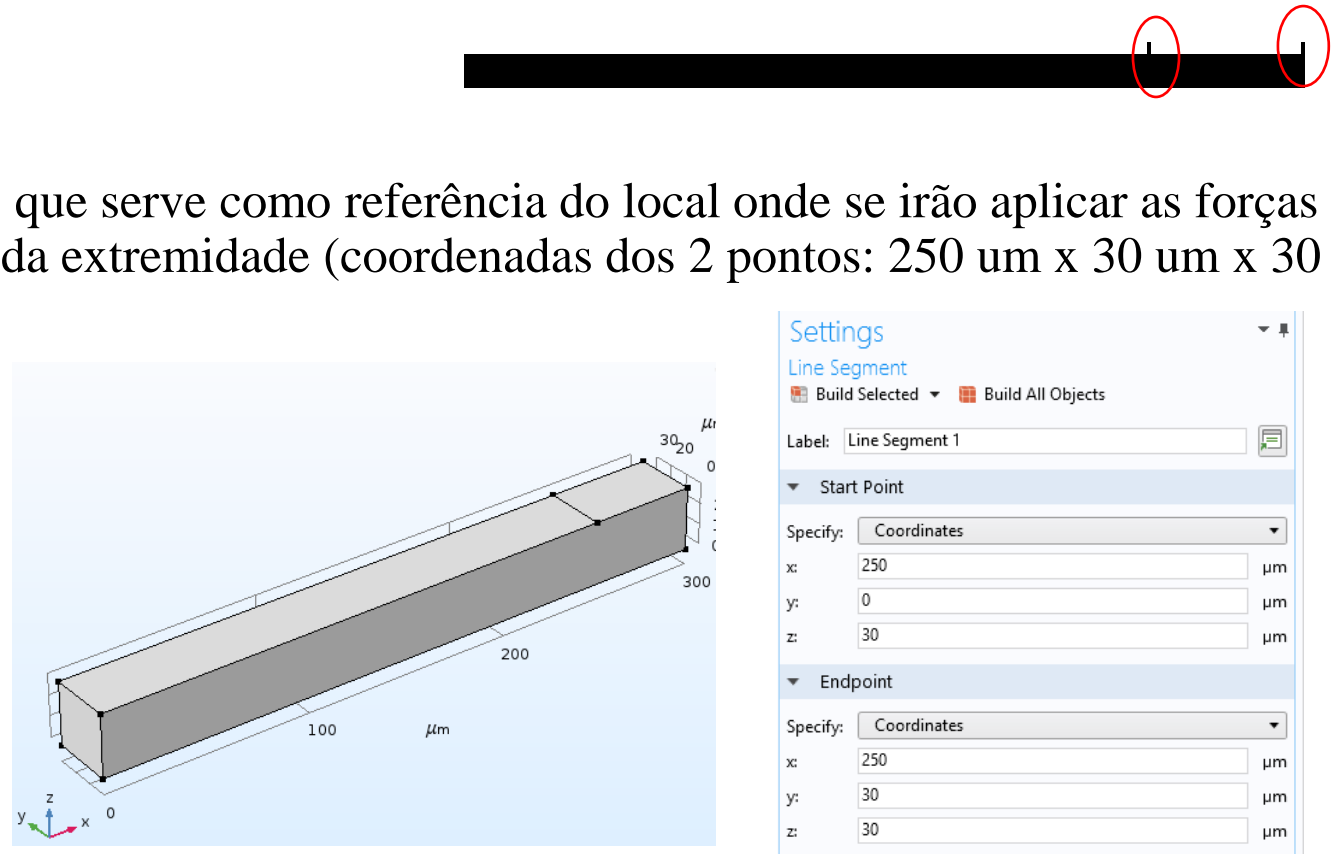 que serve como referência do local onde se irão aplicar as forças
da extremidade (coordenadas dos 2 pontos: 250 um x 30 um x 30
30
20
0
300
200
100
μm
0
z
y
x
Settings
Line Segment
Build Selected
Build All Objects
Label: Line Segment 1
Start Point
Specify: Coordinates
x: 250 μm
y: 0 μm
z: 30 μm
Endpoint
Specify: Coordinates
x: 250 μm
y: 30 μm
z: 30 μm